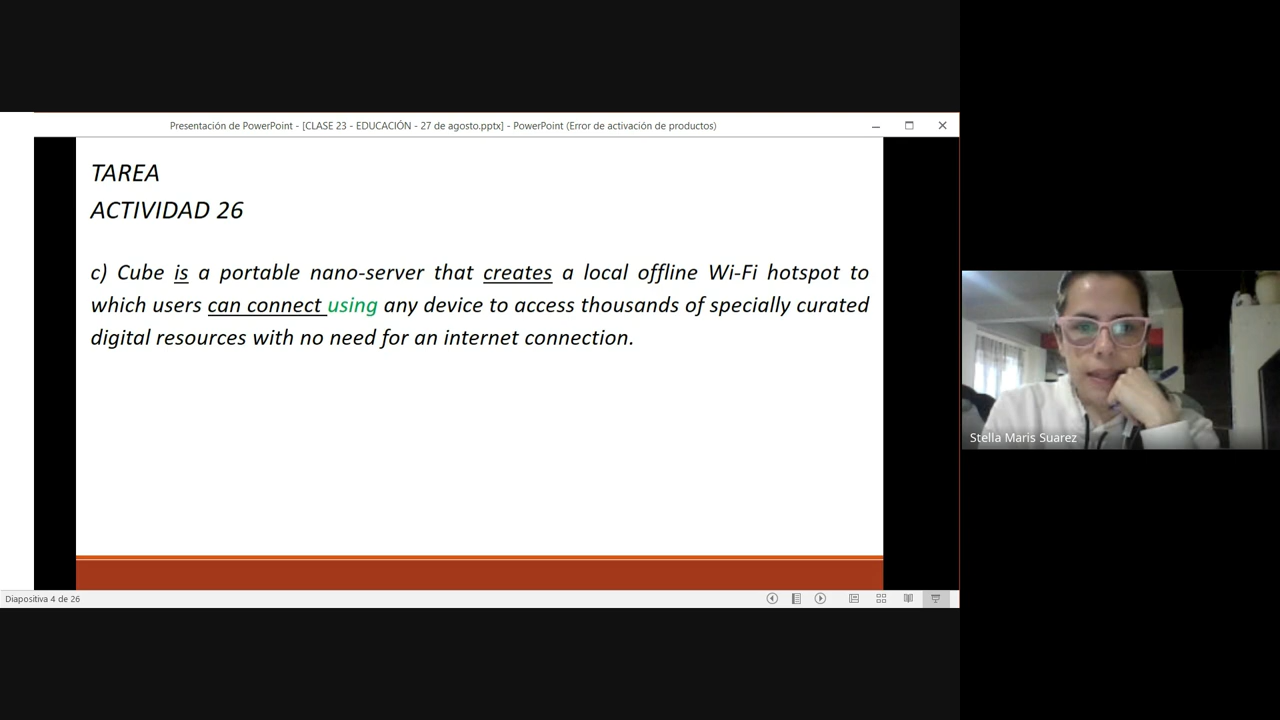 Presentación de PowerPoint - [CLASE 23 - EDUCACIÓN - 27 de agosto.pptx] - PowerPoint (Error de activación de productos)
TAREA
ACTIVIDAD 26
c) Cube is a portable nano-server that creates a local offline Wi-Fi hotspot to
which users can connect using any device to access thousands of specially curated
digital resources with no need for an internet connection.
Stella Maris Suarez
Diapositiva 4 de 26